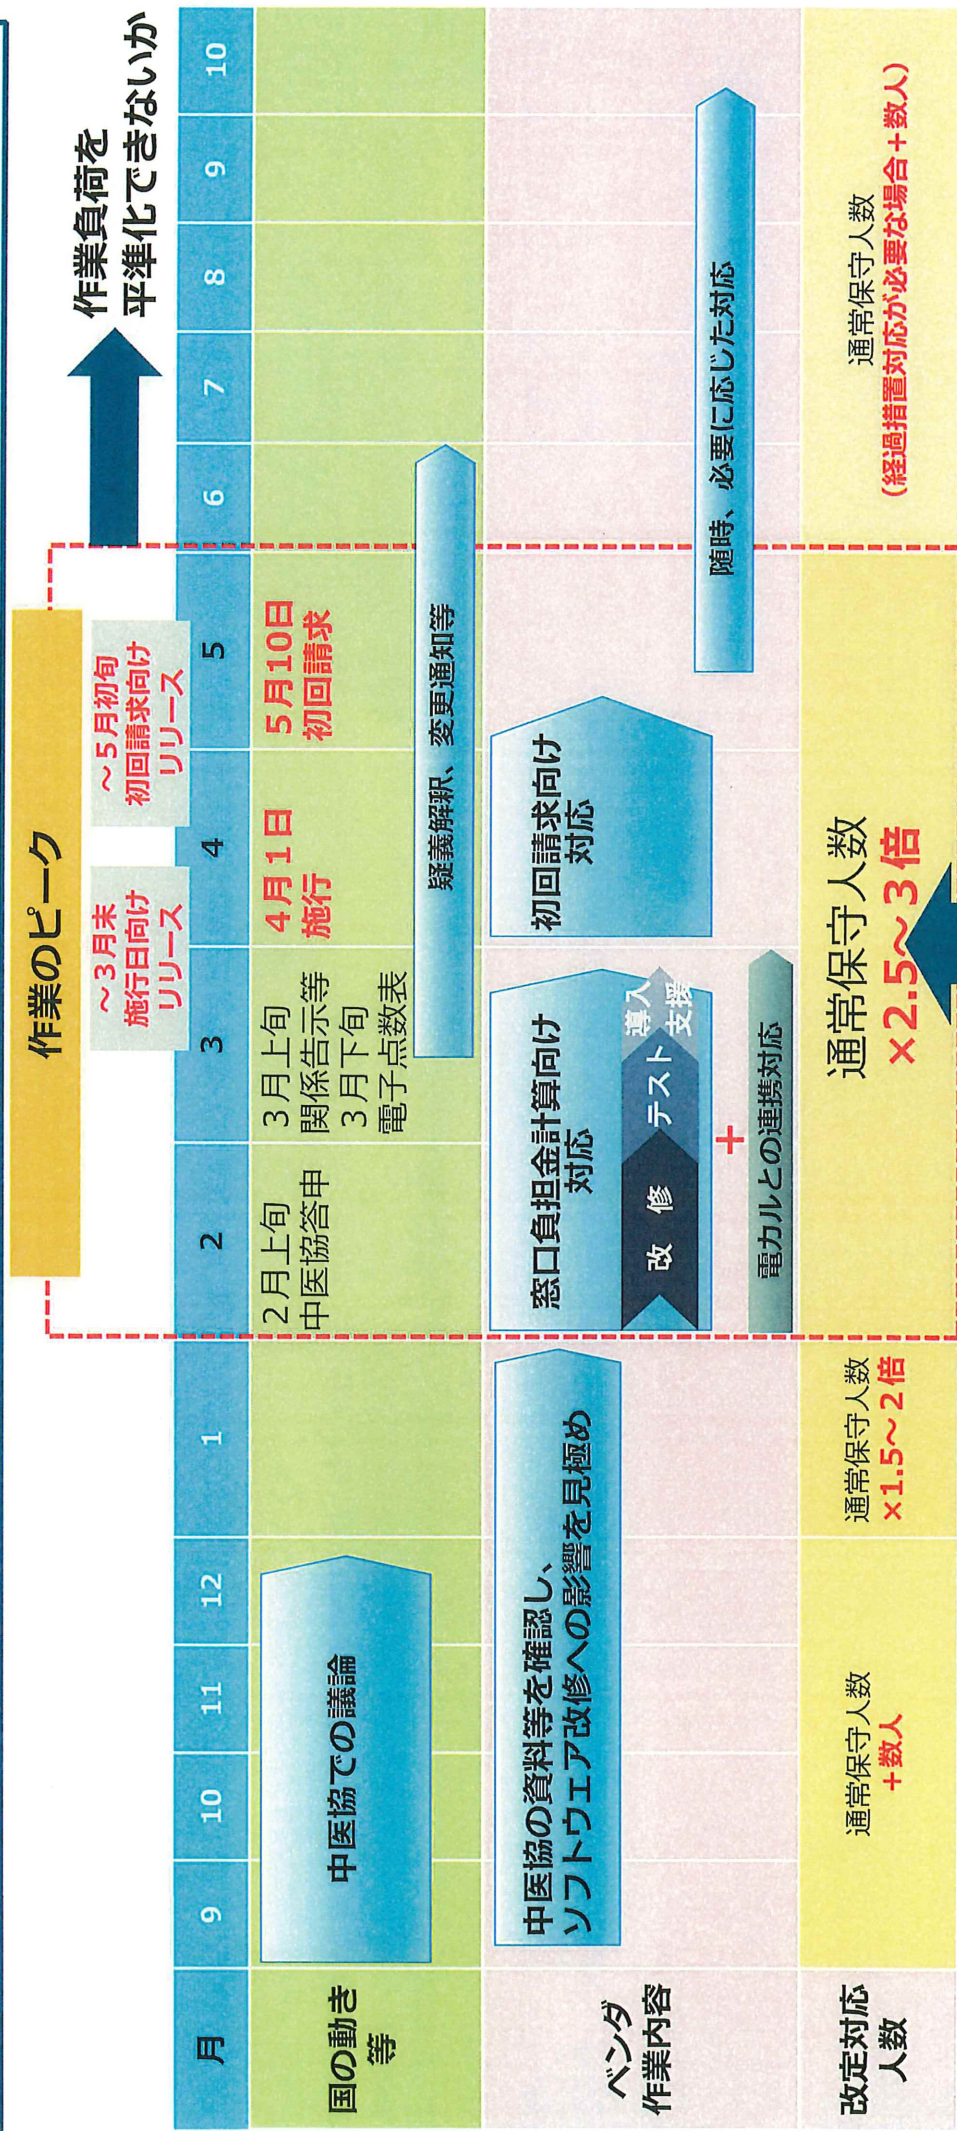 作業のピーク
～３月末
施行日向け
リリース
～５月初旬
初回請求向け
リリース
作業負荷を
平準化できないか
月
9
10
11
12
1
2
3
4
5
6
7
8
9
10
国の動き
等
中医協での議論
２月上旬
中医協答申
３月上旬
関係告示等
３月下旬
電子点数表
４月１日
施行
５月10日
初回請求
疑義解釈、変更通知等
ベンダ
作業内容
中医協の資料等を確認し、
ソフトウェア改修への影響を見極め
窓口負担金計算向け
対応
改 修
テスト
導入
支援
＋
電カルとの連携対応
初回請求向け
対応
随時、必要に応じた対応
改定対応
人数
通常保守人数
＋数人
通常保守人数
×1.5～２倍
通常保守人数
×2.5～３倍
通常保守人数
（経過措置対応が必要な場合＋数人）